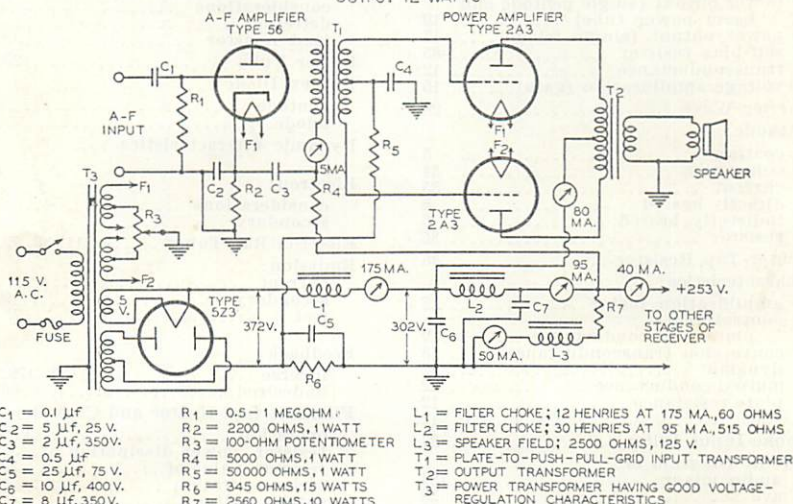 OUTPUT 12 WATTS
A-F AMPLIFIER
TYPE 56
POWER AMPLIFIER
TYPE 2A3
T1
C1
C4
T2
A-F
INPUT
R1
F1
F1
F2
R5
SPEAKER
5MA.
C2
R2
C3
R4
TYPE
2A3
80
MA.
T3
F1
R3
F2
115 V.
A.C.
FUSE
5
V.
TYPE
5Z3
L1
175 MA.
L2
95
MA.
40 MA.
R7
+253 V.
TO OTHER
STAGES OF
RECEIVER
372V.
C5
R6
302V.
C6
C7
50 MA.
L3
C1 = 0.1 µf
C2 = 5 µf, 25 V.
C3 = 2 µf, 350V.
C4 = 0.5 µf
C5 = 25 µf, 75 V.
C6 = 10 µf, 400 V.
C7 = 8 µf, 350 V.
R1 = 0.5 – 1 MEGOHM
R2 = 2200 OHMS, 1 WATT
R3 = 100-OHM POTENTIOMETER
R4 = 5000 OHMS, 1 WATT
R5 = 50000 OHMS, 1 WATT
R6 = 345 OHMS, 15 WATTS
R7 = 2560 OHMS, 10 WATTS
L1 = FILTER CHOKE; 12 HENRIES AT 175 MA., 60 OHMS
L2 = FILTER CHOKE; 30 HENRIES AT 95 MA., 515 OHMS
L3 = SPEAKER FIELD; 2500 OHMS, 125 V.
T1 = PLATE-TO-PUSH-PULL-GRID INPUT TRANSFORMER
T2 = OUTPUT TRANSFORMER
T3 = POWER TRANSFORMER HAVING GOOD VOLTAGE-
REGULATION CHARACTERISTICS